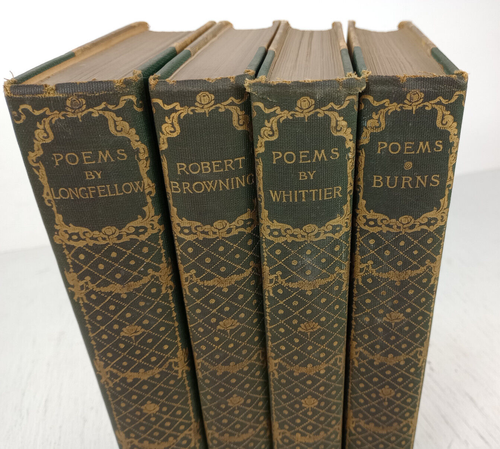 POEMS
BY
LONGFELLOW
ROBERT
BROWNING
POEMS
BY
WHITTIER
POEMS
BURNS